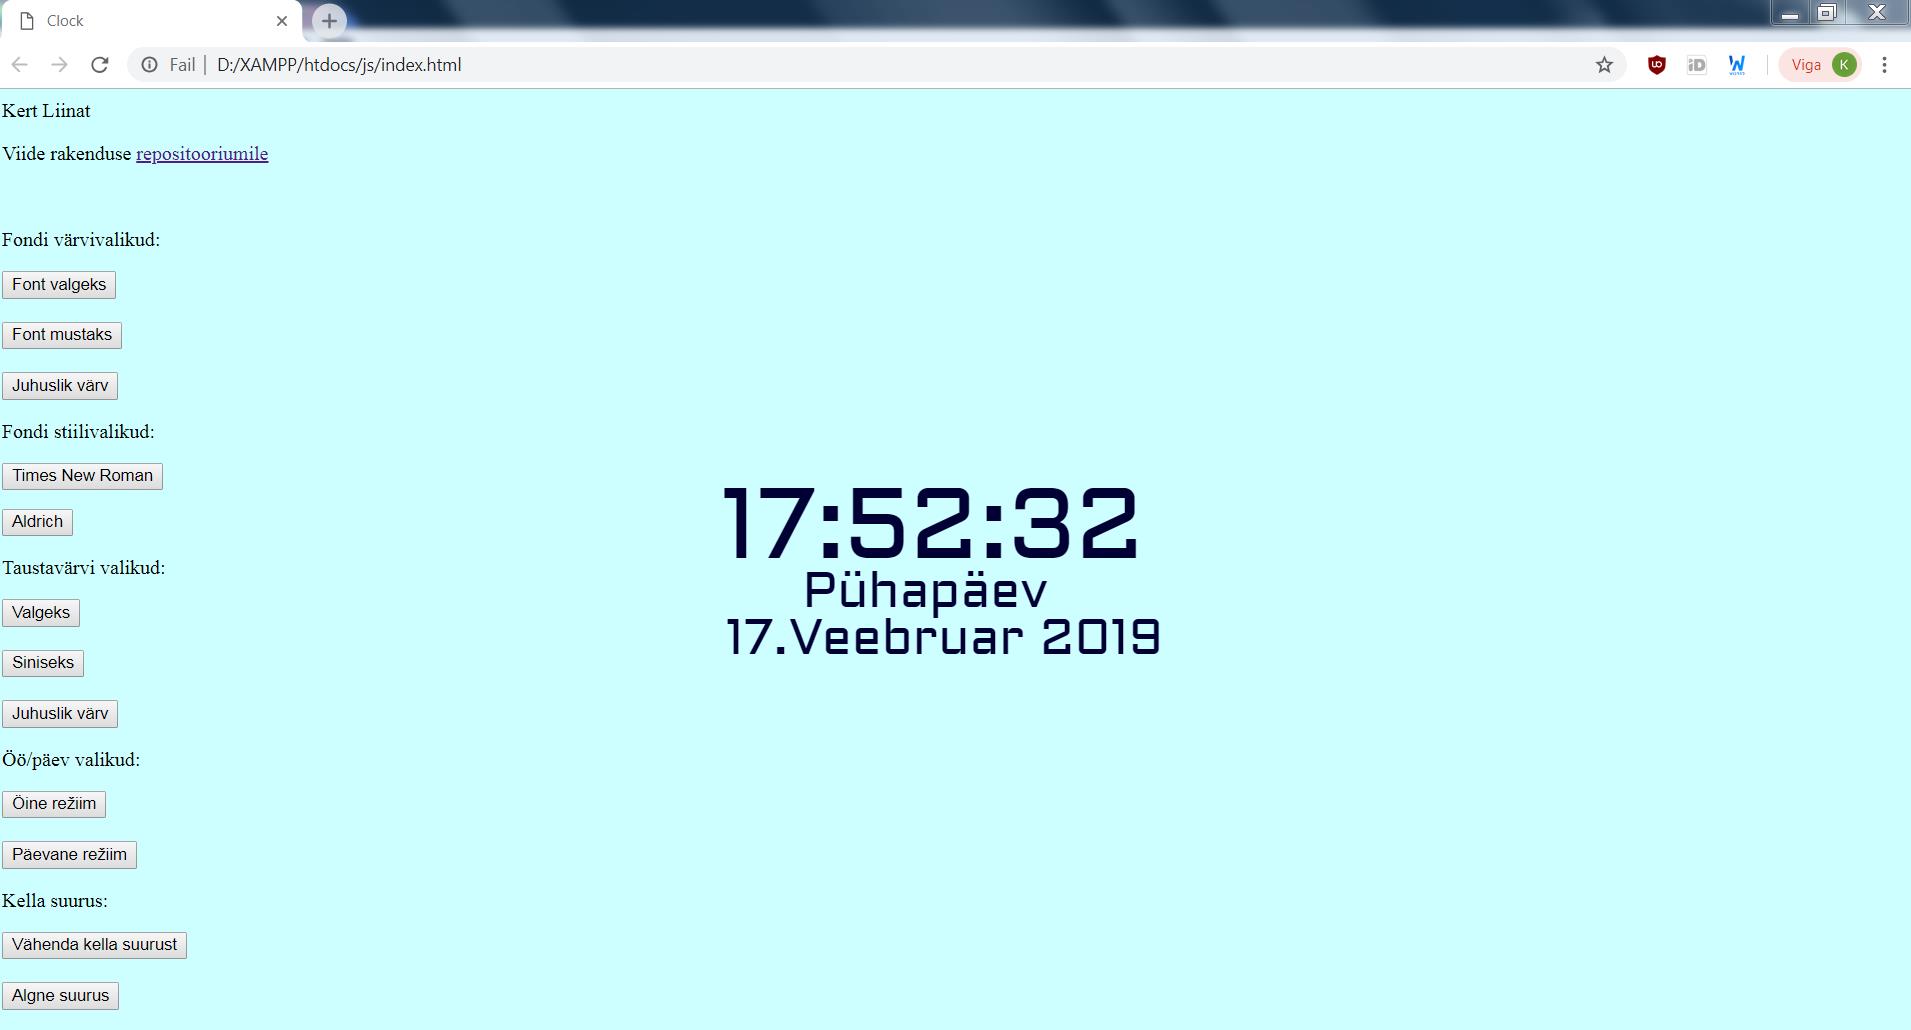 Clock
Fail | D:/XAMPP/htdocs/js/index.html
Viga K
Kert Liinat
Viide rakenduse repositooriumile
Fondi värvivalikud:
Font valgeks
Font mustaks
Juhuslik värv
Fondi stiilivalikud:
Times New Roman
Aldrich
Taustavärvi valikud:
Valgeks
Siniseks
Juhuslik värv
Öö/päev valikud:
Öine režiim
Päevane režiim
Kella suurus:
Vähenda kella suurust
Algne suurus
17:52:32
Pühapäev
17.Veebruar 2019